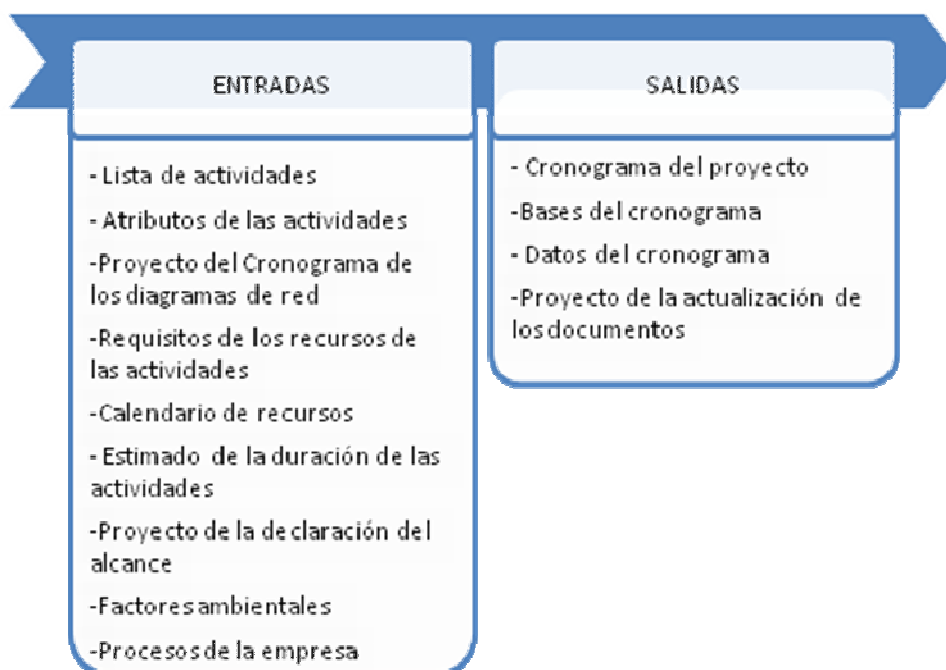 ENTRADAS
- Lista de actividades
- Atributos de las actividades
-Proyecto del Cronograma de
los diagramas de red
-Requisitos de los recursos de
las actividades
-Calendario de recursos
- Estimado de la duración de las
actividades
-Proyecto de la declaración del
alcance
-Factores ambientales
-Procesos de la empresa
SALIDAS
- Cronograma del proyecto
-Bases del cronograma
- Datos del cronograma
-Proyecto de la actualización de
los documentos